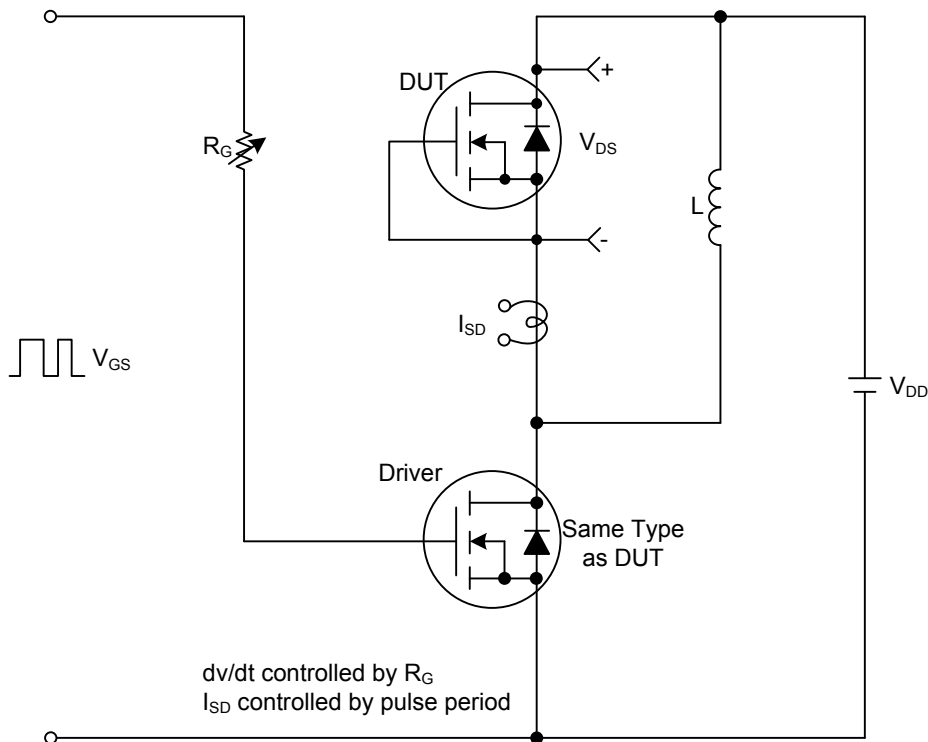 DUT
+
R_G
V_DS
L
-
I_SD
V_GS
V_DD
Driver
Same Type
as DUT
dv/dt controlled by R_G
I_SD controlled by pulse period